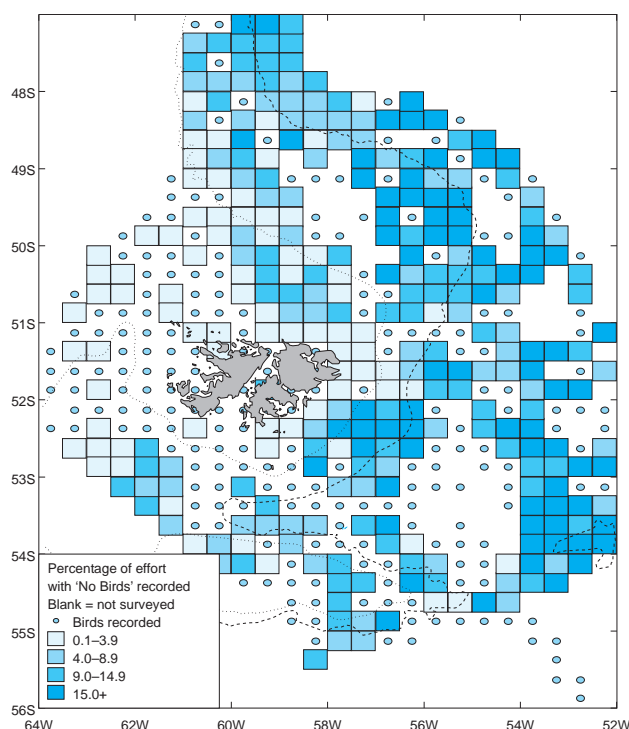 48S
49S
50S
51S
52S
53S
54S
55S
56S
Percentage of effort
with ‘No Birds’ recorded
Blank = not surveyed
Birds recorded
0.1–3.9
4.0–8.9
9.0–14.9
15.0+
64W 62W 60W 58W 56W 54W 52W